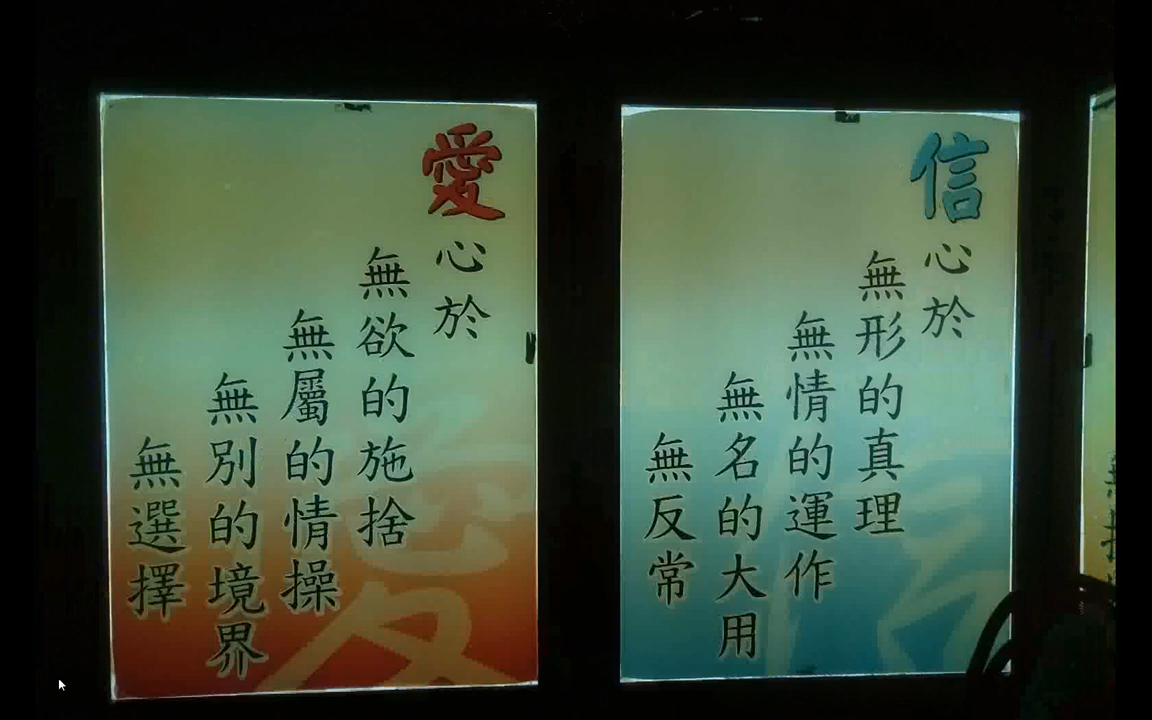 信心於
無形的真理
無情的運作
無名的大用
無反常
愛心於
無欲的施捨
無屬的情操
無別的境界
無選擇